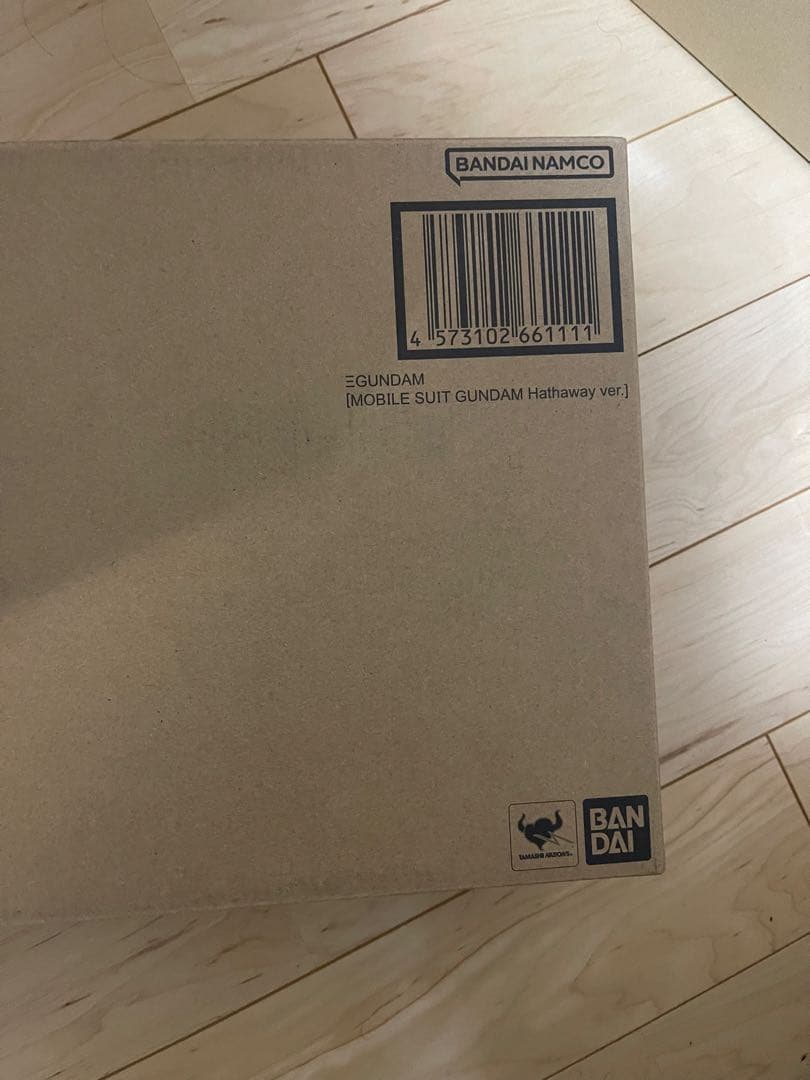 BANDAI NAMCO
4 573102 661111
ΞGUNDAM
[MOBILE SUIT GUNDAM Hathaway ver.]
TAMASHII NATIONS
BAN
DAI